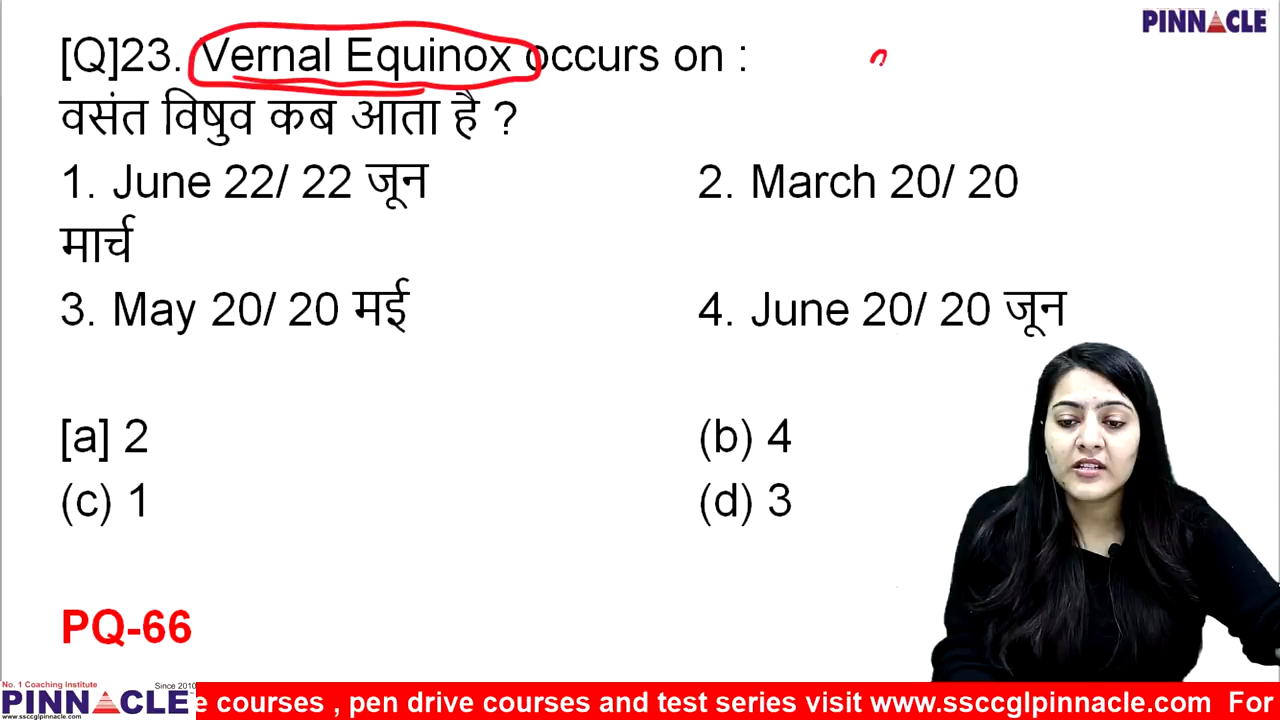 PINNACLE
[Q]23. Vernal Equinox occurs on :
वसंत विषुव कब आता है ?
1. June 22/ 22 जून 2. March 20/ 20
मार्च
3. May 20/ 20 मई 4. June 20/ 20 जून
[a] 2 (b) 4
(c) 1 (d) 3
PQ-66
No. 1 Coaching Institute Since 2010
PINNACLE
www.ssccglpinnacle.com
e courses , pen drive courses and test series visit www.ssccglpinnacle.com For